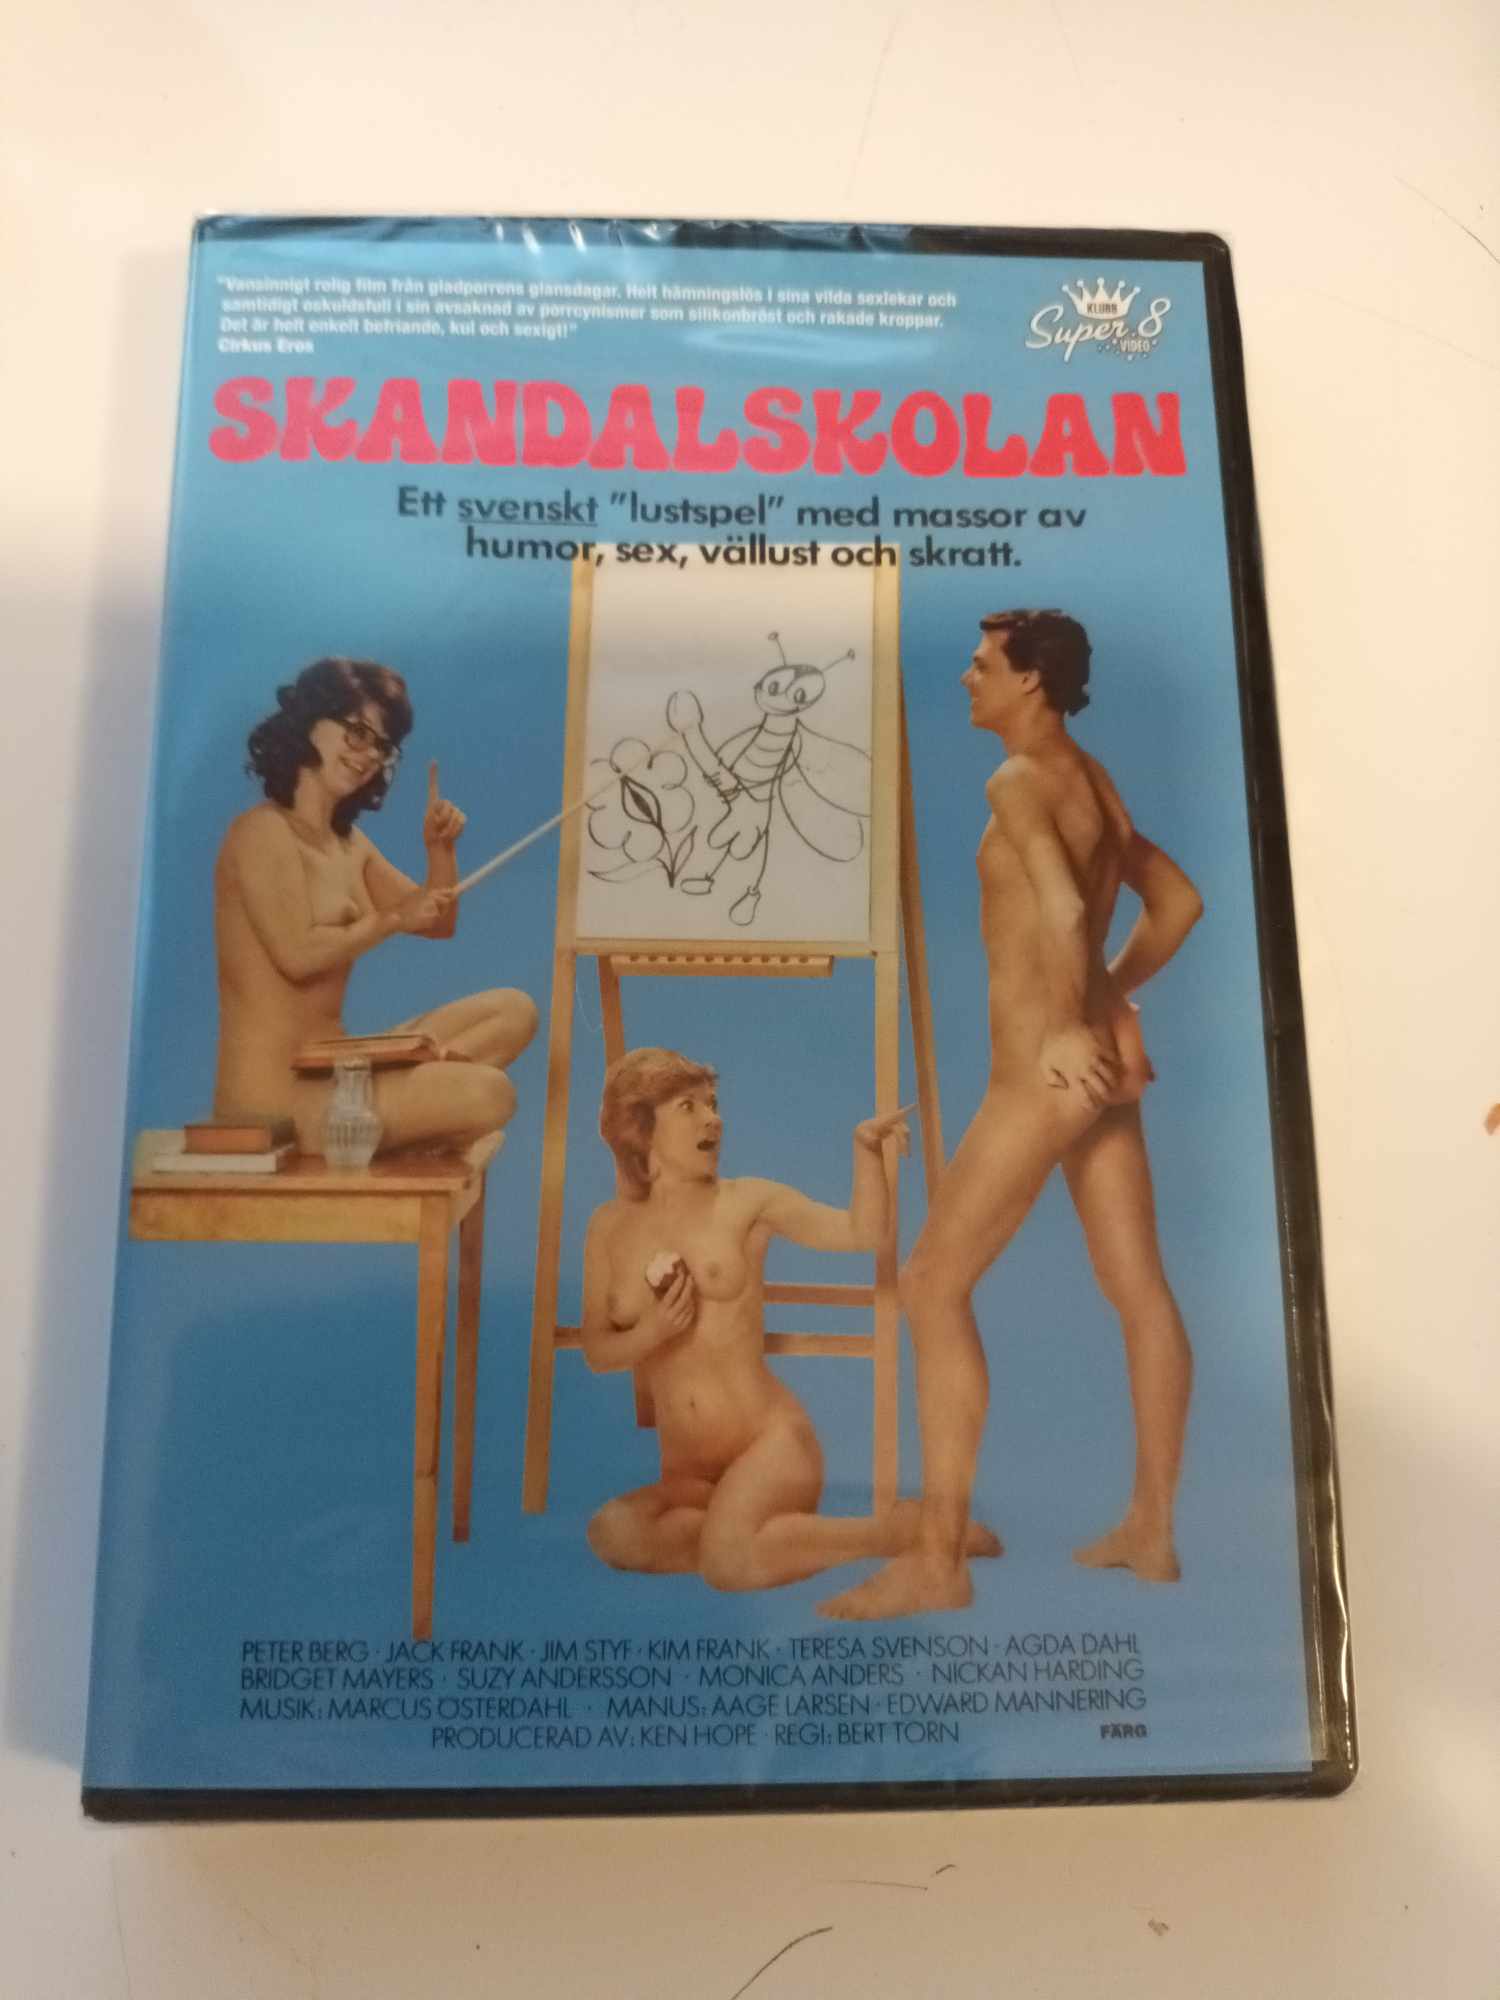 "Vansinnigt rolig film från gladporrens glansdagar. Helt hämningslös i sina vilda sexlekar och
samtidigt oskuldsfull i sin avsaknad av porrcynismer som silikonbröst och rakade kroppar.
Det är helt enkelt befriande, kul och sexigt!"
Cirkus Eros
KLUBB
Super 8
VIDEO
SKANDALSKOLAN
Ett svenskt "lustspel" med massor av
humor, sex, vällust och skratt.
PETER BERG · JACK FRANK · JIM STYF · KIM FRANK · TERESA SVENSON · AGDA DAHL
BRIDGET MAYERS · SUZY ANDERSSON · MONICA ANDERS · NICKAN HARDING
MUSIK: MARCUS ÖSTERDAHL · MANUS: AAGE LARSEN · EDWARD MANNERING
PRODUCERAD AV: KEN HOPE · REGI: BERT TORN FÄRG